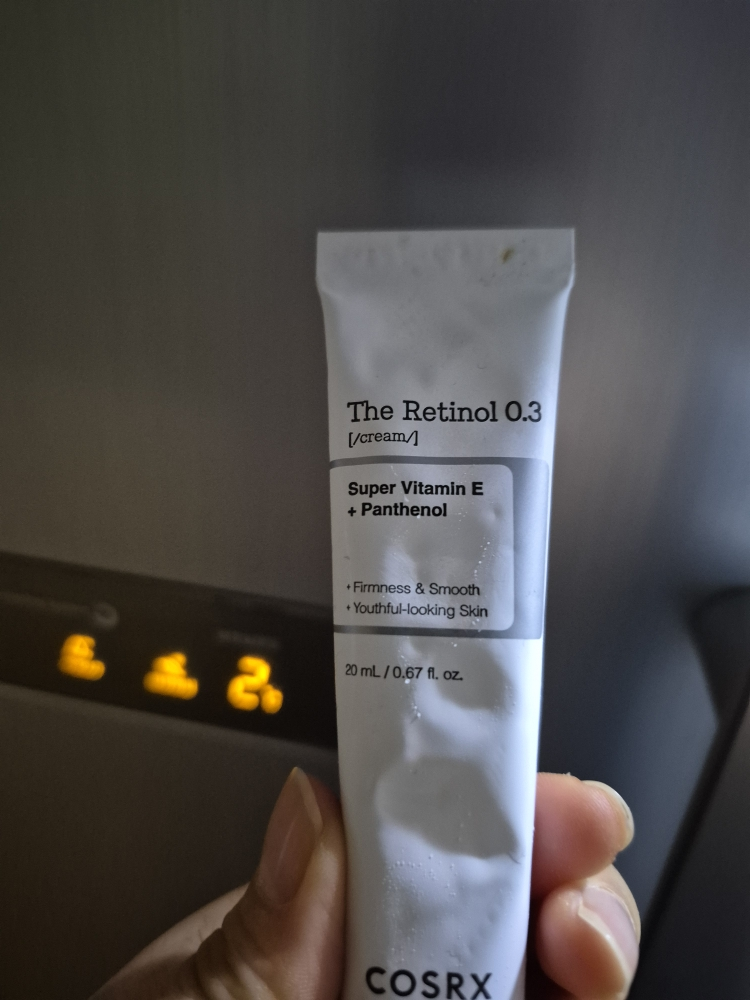 The Retinol 0.3
[/cream/]
Super Vitamin E
+ Panthenol
+ Firmness & Smooth
+ Youthful-looking Skin
20 mL / 0.67 fl. oz.
COSRX